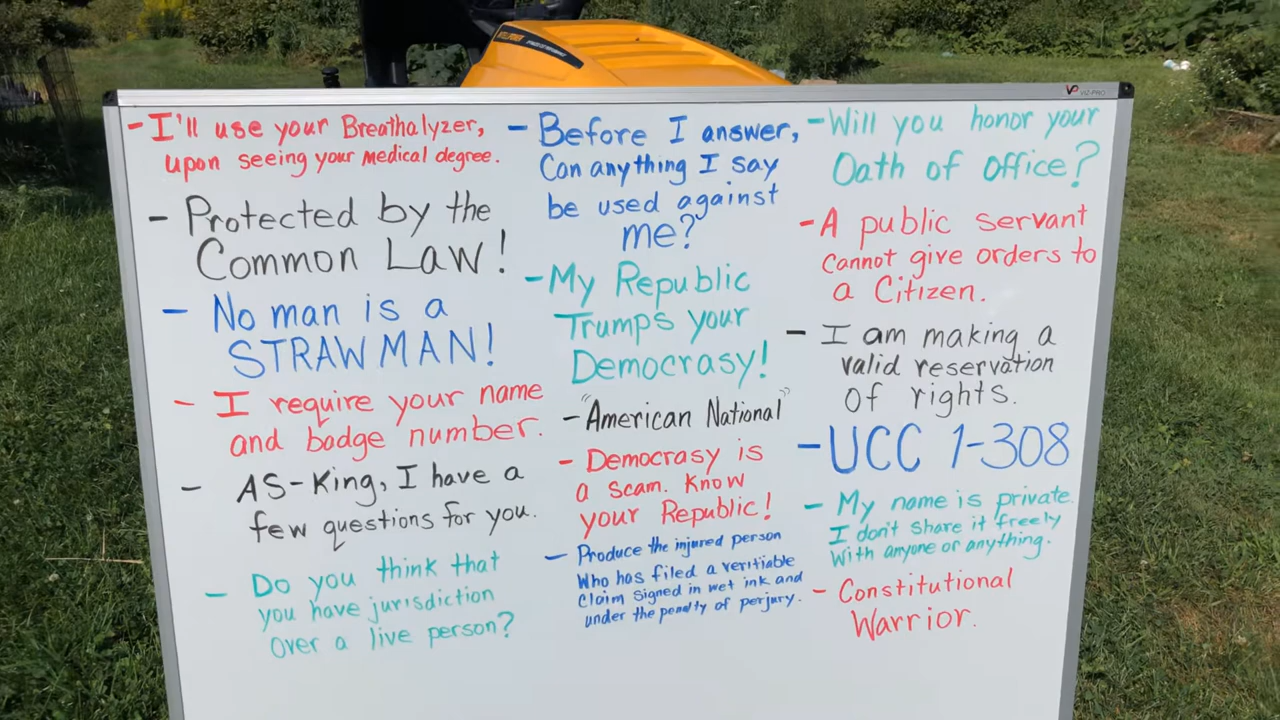 VIZ-PRO
- I'll use your Breathalyzer,
upon seeing your Medical degree.
- Protected by the
Common Law!
- No man is a
STRAWMAN!
- I require your name
and badge number.
- AS-King, I have a
few questions for you.
- Do you think that
you have jurisdiction
Over a live person?
- Before I answer,
Can anything I say
be used against
me?
- My Republic
Trumps your
Democrasy!
- "American National"
- Democrasy is
a scam. Know
your Republic!
- Produce the injured person
Who has filed a veritiable
Claim signed in wet ink and
under the penalty of perjury.
- Will you honor your
Oath of Office?
- A public servant
Cannot give orders to
a Citizen.
- I am making a
valid reservation
of rights.
- UCC 1-308
- My name is private.
I don't share it freely
With anyone or anything.
- Constitutional
Warrior.